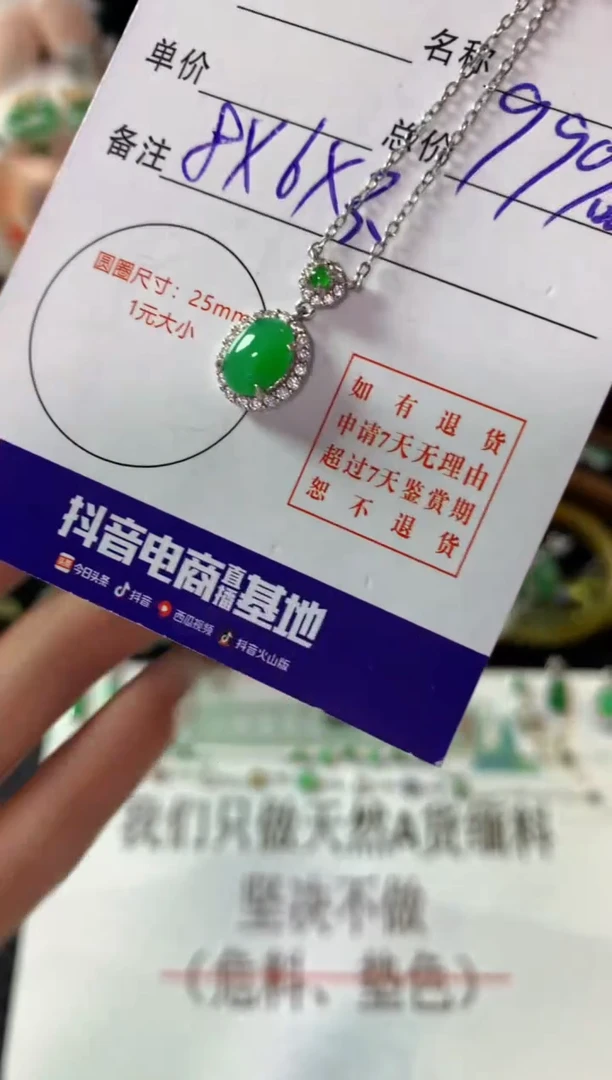 名称
单价
总价 990
备注 8X6X3
圆圈尺寸：25mm
1元大小
如有退货
申请7天无理由
超过7天鉴赏期
恕不退货
抖音电商直播基地
今日头条 抖音 西瓜视频 抖音火山版
我们只做天然A货缅料
坚决不做
（危料、垫色）